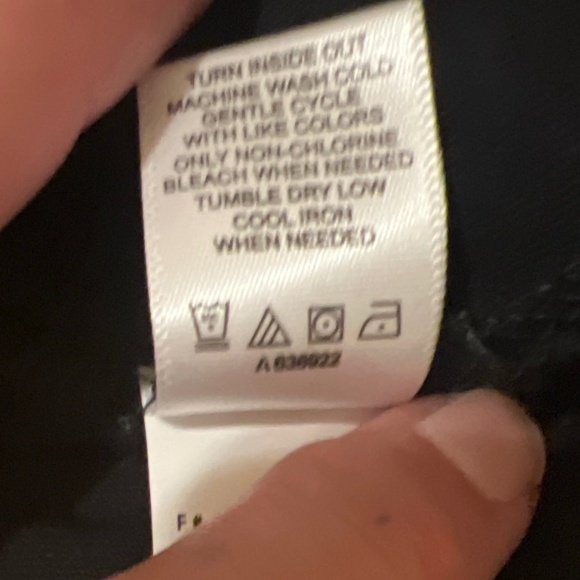 TURN INSIDE OUT
MACHINE WASH COLD
GENTLE CYCLE
WITH LIKE COLORS
ONLY NON-CHLORINE
BLEACH WHEN NEEDED
TUMBLE DRY LOW
COOL IRON
WHEN NEEDED
F